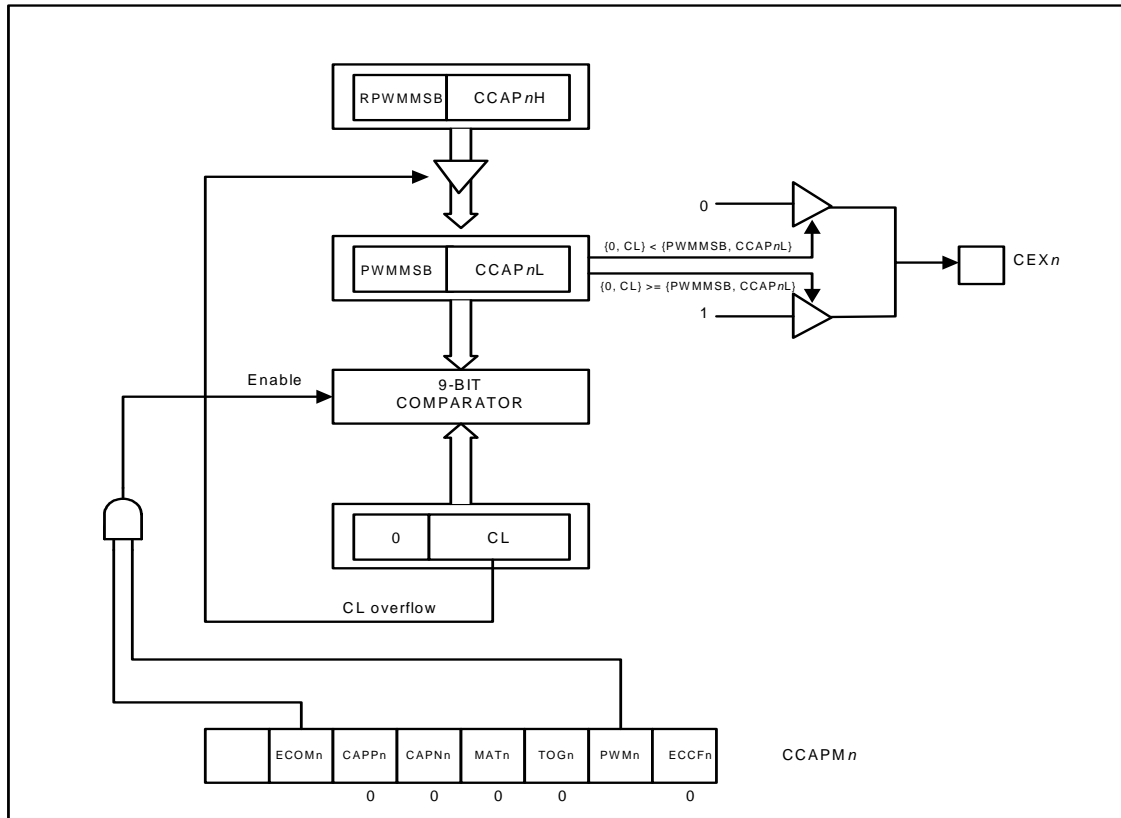 RPWMMSB CCAPnH
0
{0, CL} < {PWMMSB, CCAPnL}
CEXn
PWMMSB CCAPnL
{0, CL} >= {PWMMSB, CCAPnL}
1
Enable
9-BIT
COMPARATOR
0 CL
CL overflow
ECOMn CAPPn CAPNn MATn TOGn PWMn ECCFn
CCAPMn
0 0 0 0 0